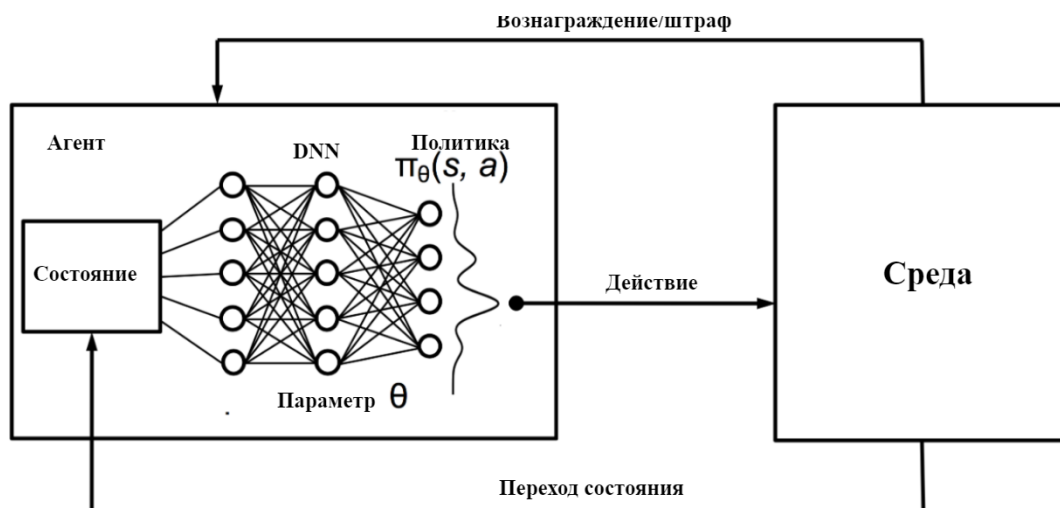 Вознаграждение/штраф
Агент
DNN
Политика
πθ(s, a)
Состояние
Действие
Среда
Параметр θ
Переход состояния